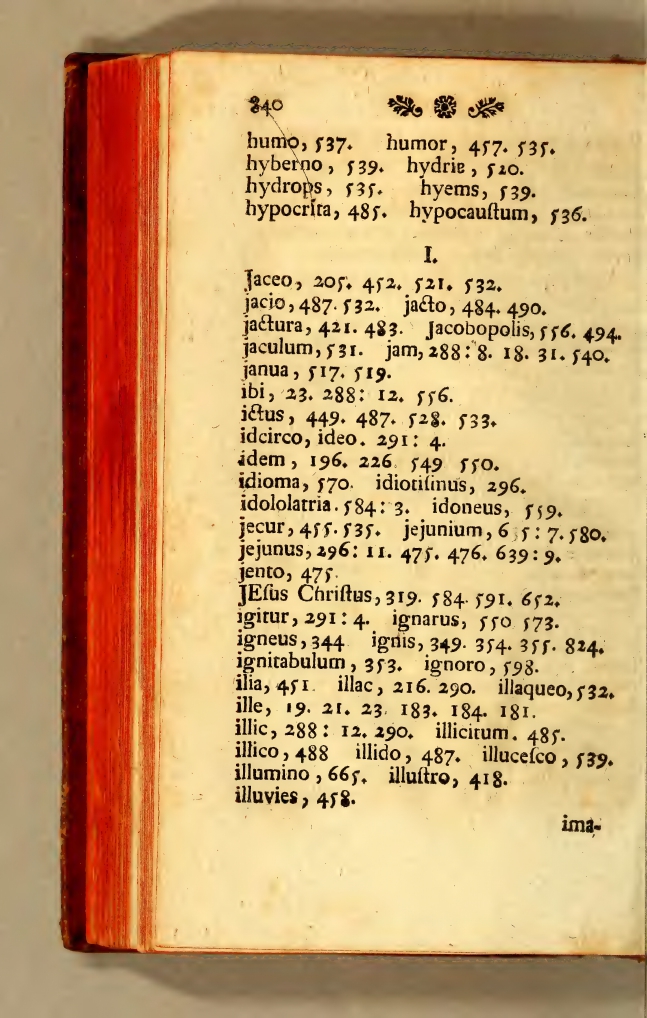 340
humo, 537. humor, 457. 535.
hyberno, 539. hydrie, 520.
hydrops, 535. hyems, 539.
hypocrita, 485. hypocauſtum, 536.
I.
Jaceo, 205. 452. 521. 532.
jacio, 487. 532. jacto, 484. 490.
jactura, 421. 483. Jacobopolis, 556. 494.
jaculum, 531. jam, 288: 8. 18. 31. 540.
janua, 517. 519.
ibi, 23. 288: 12. 556.
ictus, 449. 487. 528. 533.
idcirco, ideo. 291: 4.
idem, 196. 226. 549 550.
idioma, 570. idiotiſinus, 296.
idololatria. 584: 3. idoneus, 559.
jecur, 455. 535. jejunium, 6 5: 7. 580.
jejunus, 296: 11. 475. 476. 639: 9.
jento, 475.
JEſus Chriſtus, 319. 584. 591. 652.
igitur, 291: 4. ignarus, 550 573.
igneus, 344 ignis, 349. 354. 355. 824.
ignitabulum, 353. ignoro, 598.
ilia, 451. illac, 216. 290. illaqueo, 532.
ille, 19. 21. 23. 183. 184. 181.
illic, 288: 12. 290. illicitum. 485.
illico, 488 illido, 487. illuceſco, 539.
illumino, 665. illuſtro, 418.
illuvies, 458.
ima-